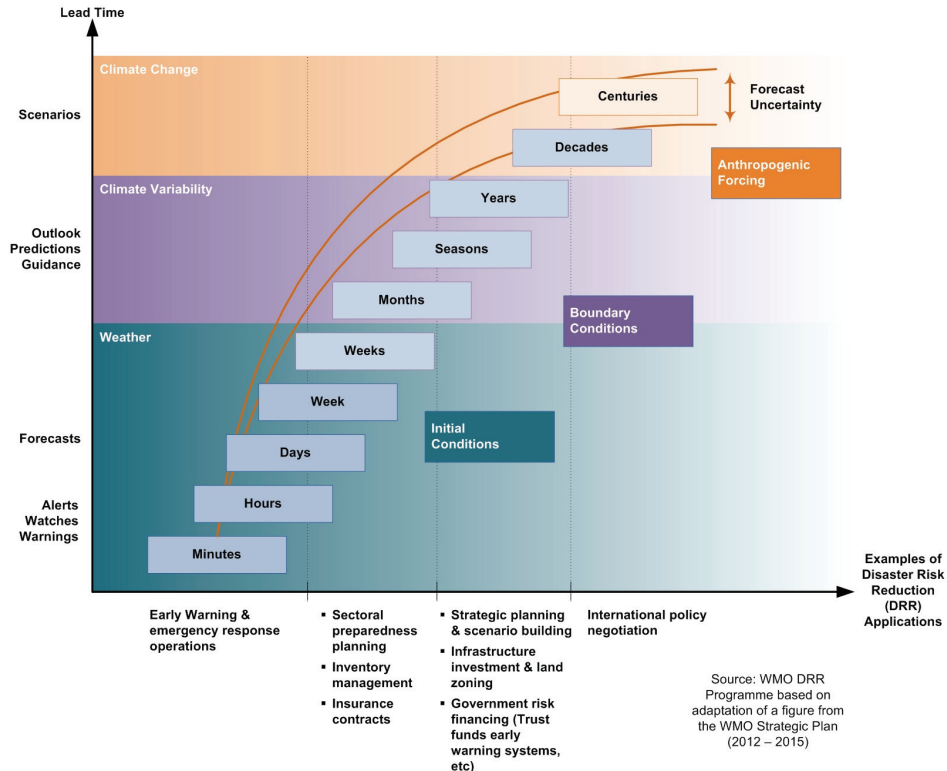 Lead Time
Climate Change
Scenarios
Centuries
Forecast
Uncertainty
Decades
Anthropogenic
Forcing
Climate Variability
Years
Outlook
Predictions
Guidance
Seasons
Months
Boundary
Conditions
Weather
Weeks
Week
Initial
Conditions
Forecasts
Days
Alerts
Watches
Warnings
Hours
Minutes
Examples of
Disaster Risk
Reduction
(DRR)
Applications
Early Warning &
emergency response
operations
▪ Sectoral
preparedness
planning
▪ Inventory
management
▪ Insurance
contracts
▪ Strategic planning
& scenario building
▪ Infrastructure
investment & land
zoning
▪ Government risk
financing (Trust
funds early
warning systems,
etc)
International policy
negotiation
Source: WMO DRR
Programme based on
adaptation of a figure from
the WMO Strategic Plan
(2012 – 2015)